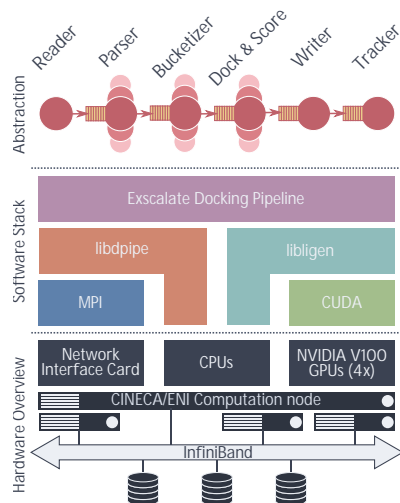 Reader
Parser
Bucketizer
Dock & Score
Writer
Tracker
Abstraction
Software Stack
Exscalate Docking Pipeline
libdpipe
libligen
MPI
CUDA
Hardware Overview
Network
Interface Card
CPUs
NVIDIA V100
GPUs (4x)
CINECA/ENI Computation node
InfiniBand